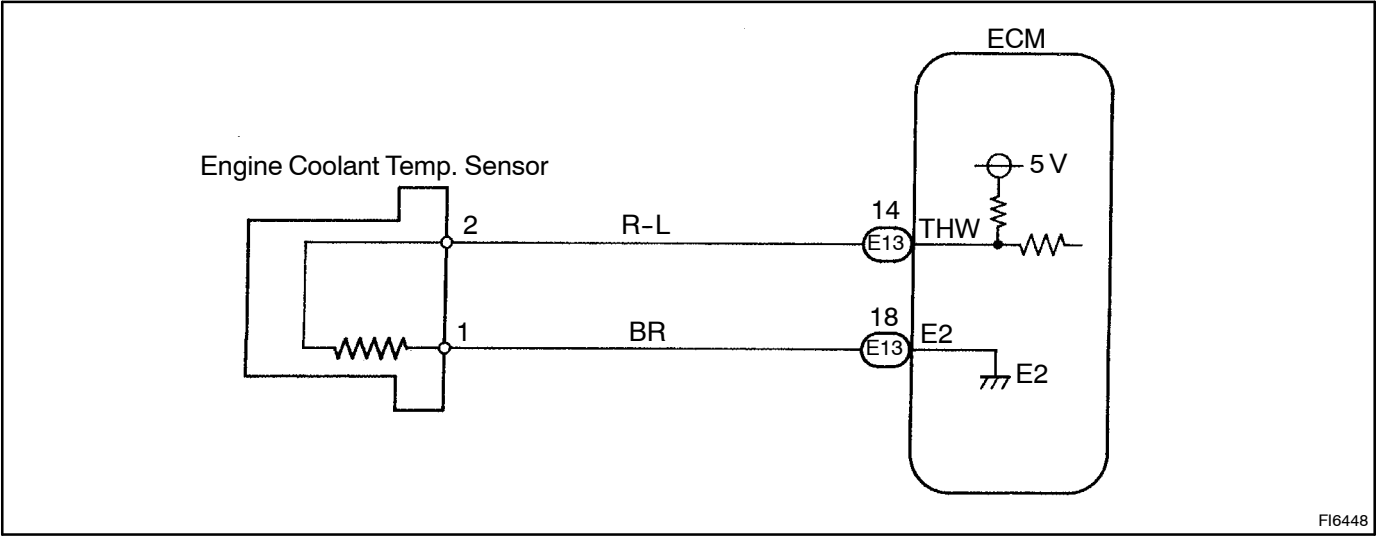 ECM
5 V
Engine Coolant Temp. Sensor
2
R-L
14
E13
THW
1
BR
18
E13
E2
E2
FI6448